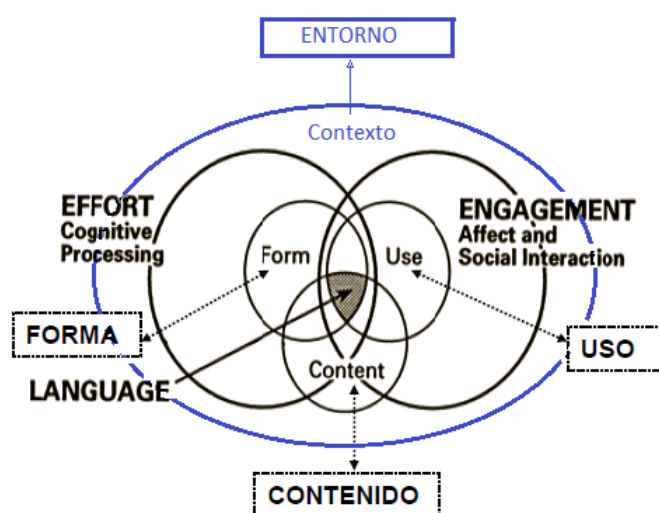 ENTORNO
Contexto
EFFORT
Cognitive
Processing
ENGAGEMENT
Affect and
Social Interaction
Form
Use
FORMA
USO
Content
LANGUAGE
CONTENIDO